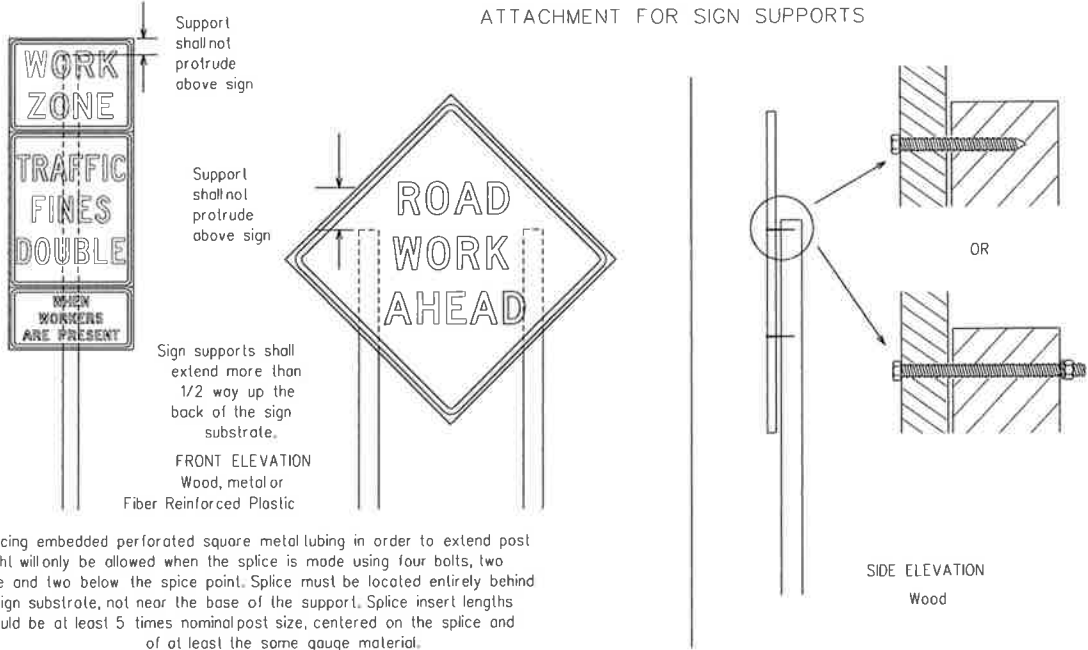 ATTACHMENT FOR SIGN SUPPORTS
Support
shall not
protrude
above sign
WORK
ZONE
TRAFFIC
FINES
DOUBLE
WHEN
WORKERS
ARE PRESENT
Support
shall not
protrude
above sign
ROAD
WORK
AHEAD
Sign supports shall
extend more than
1/2 way up the
back of the sign
substrate.
FRONT ELEVATION
Wood, metal or
Fiber Reinforced Plastic
OR
SIDE ELEVATION
Wood
cing embedded perforated square metal tubing in order to extend post
ht will only be allowed when the splice is made using four bolts, two
e and two below the spice point. Splice must be located entirely behind
ign substrate, not near the base of the support. Splice insert lengths
uld be at least 5 times nominal post size, centered on the splice and
of at least the same gauge material.